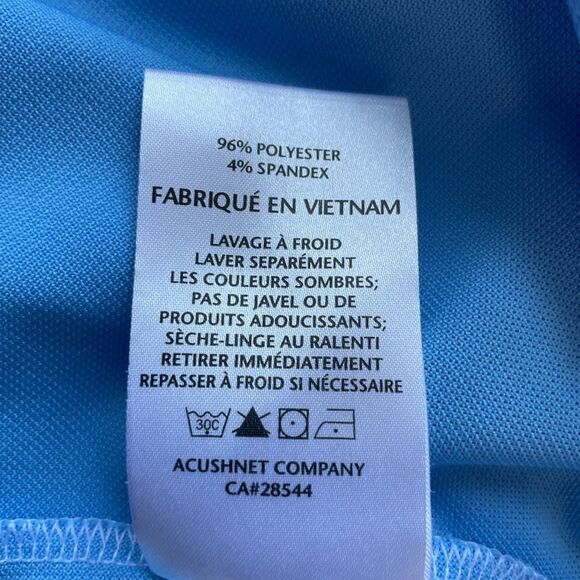 96% POLYESTER
4% SPANDEX
FABRIQUÉ EN VIETNAM
LAVAGE À FROID
LAVER SEPARÉMENT
LES COULEURS SOMBRES;
PAS DE JAVEL OU DE
PRODUITS ADOUCISSANTS;
SÈCHE-LINGE AU RALENTI
RETIRER IMMÉDIATEMENT
REPASSER À FROID SI NÉCESSAIRE
30C
ACUSHNET COMPANY
CA#28544